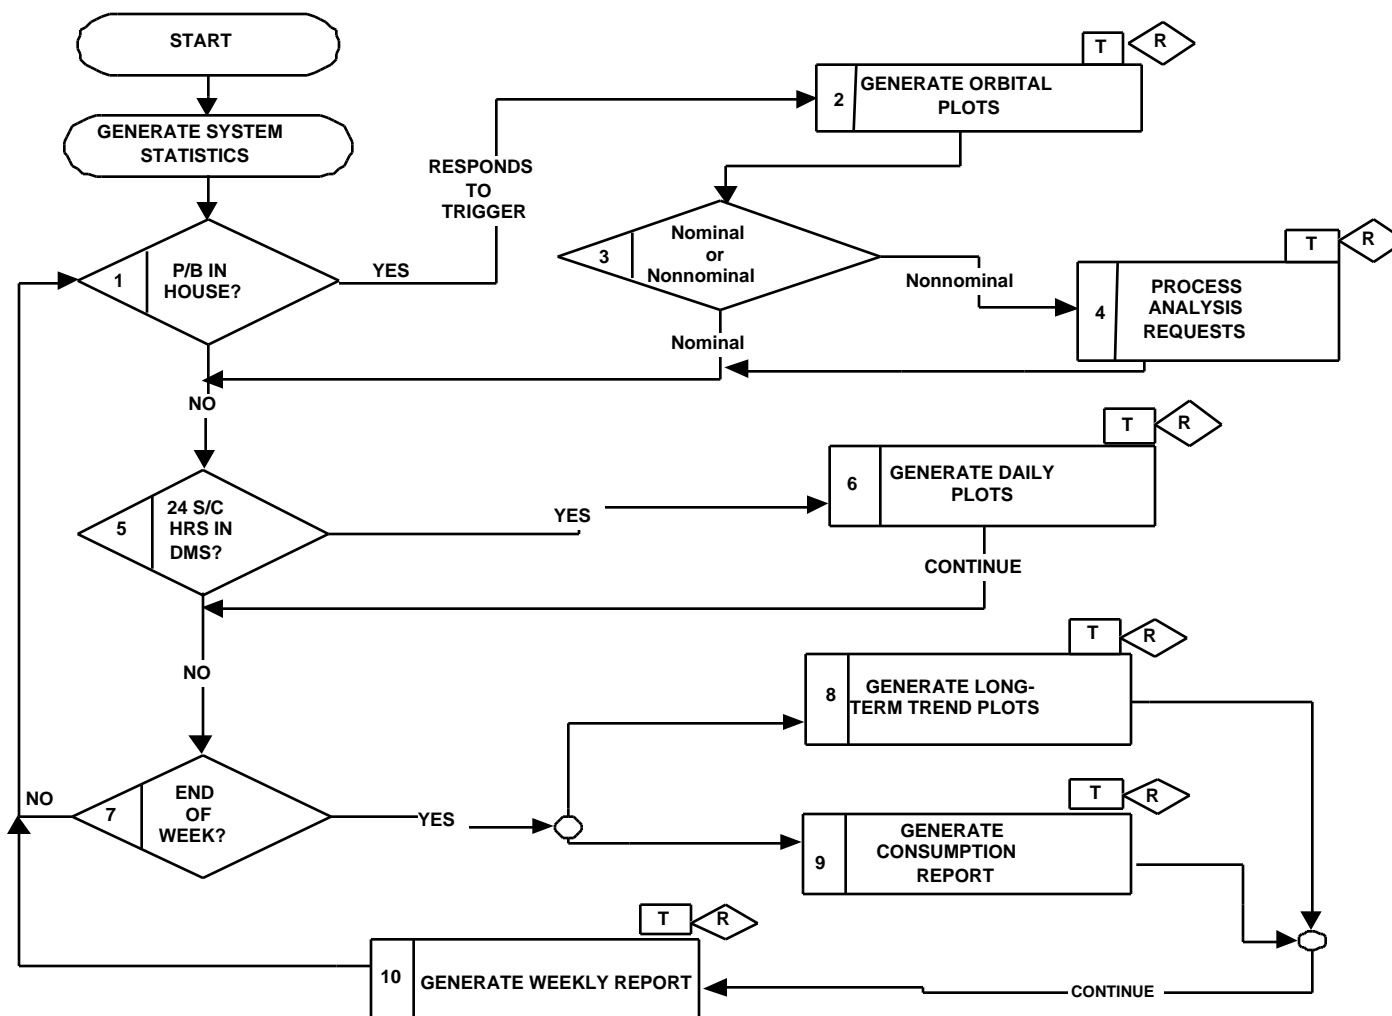 START
GENERATE SYSTEM
STATISTICS
1
P/B IN
HOUSE?
YES
RESPONDS
TO
TRIGGER
T
R
2
GENERATE ORBITAL
PLOTS
3
Nominal
or
Nonnominal
Nonnominal
Nominal
T
R
4
PROCESS
ANALYSIS
REQUESTS
NO
5
24 S/C
HRS IN
DMS?
YES
T
R
6
GENERATE DAILY
PLOTS
CONTINUE
NO
7
END
OF
WEEK?
NO
YES
T
R
8
GENERATE LONG-
TERM TREND PLOTS
T
R
9
GENERATE
CONSUMPTION
REPORT
T
R
10
GENERATE WEEKLY REPORT
CONTINUE